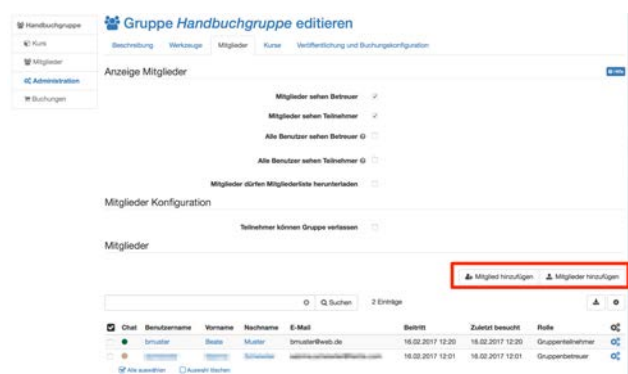 Handbuchgruppe
Gruppe Handbuchgruppe editieren
Kurs
Beschreibung Werkzeuge Mitglieder Kurse Veröffentlichung und Buchungskonfiguration
Mitglieder
Anzeige Mitglieder
Hilfe
Administration
Buchungen
Mitglieder sehen Betreuer
Mitglieder sehen Teilnehmer
Alle Benutzer sehen Betreuer
Alle Benutzer sehen Teilnehmer
Mitglieder dürfen Mitgliederliste herunterladen
Mitglieder Konfiguration
Teilnehmer können Gruppe verlassen
Mitglieder
Mitglied hinzufügen Mitglieder hinzufügen
Suchen 2 Einträge
Chat Benutzername Vorname Nachname E-Mail Beitritt Zuletzt besucht Rolle
bmuster Beate Muster bmuster@web.de 16.02.2017 12:20 16.02.2017 12:20 Gruppenteilnehmer
16.02.2017 12:01 16.02.2017 12:01 Gruppenbetreuer
Alle auswählen Auswahl löschen